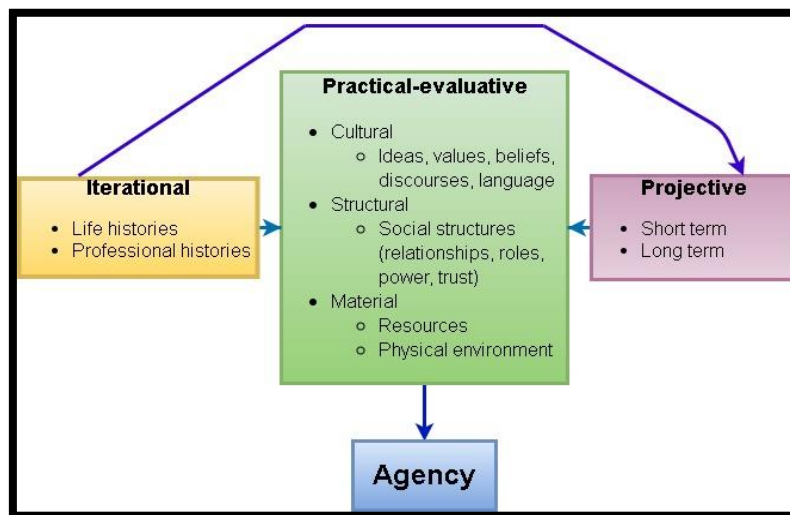 Practical-evaluative
• Cultural
o Ideas, values, beliefs,
discourses, language
• Structural
o Social structures
(relationships, roles,
power, trust)
• Material
o Resources
o Physical environment
Iterational
• Life histories
• Professional histories
Projective
• Short term
• Long term
Agency